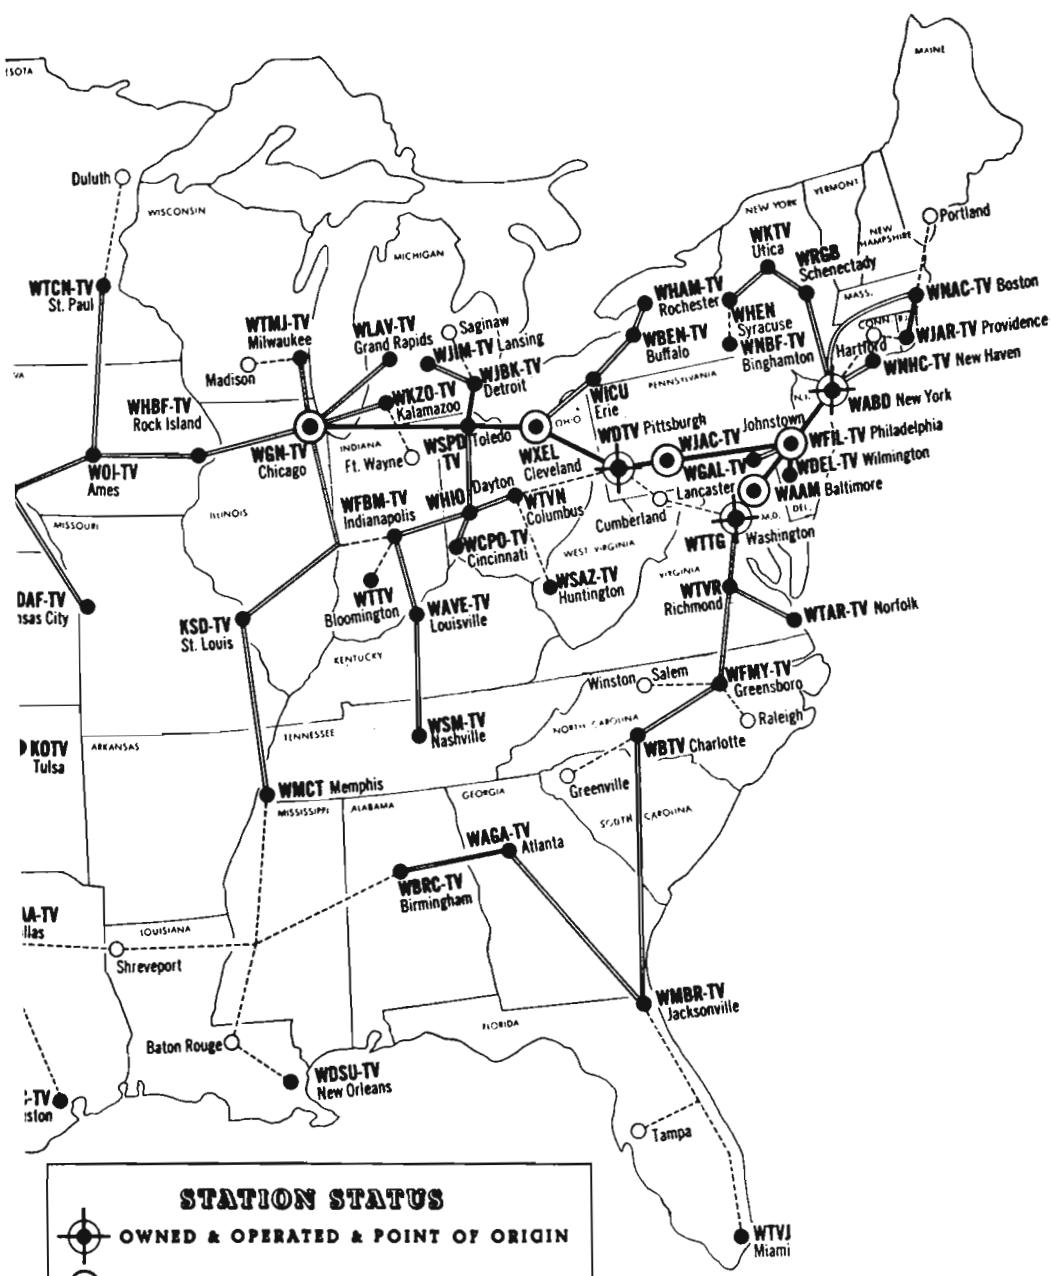 MAINE
ESOTA
Duluth
WISCONSIN
NEW YORK
VERMONT
NEW
HAMPSHIRE
Portland
WKTV
Utica
WRGB
Schenectady
MICHIGAN
WTCN-TV
St. Paul
WHAM-TV
Rochester
MASS.
WNAC-TV Boston
WTMJ-TV
Milwaukee
WLAV-TV
Grand Rapids
Saginaw
WJIM-TV Lansing
WBEN-TV
Buffalo
WHEN
Syracuse
WNBF-TV
Binghamton
CONN.
R.I.
Hartford
WJAR-TV Providence
WNHC-TV New Haven
Madison
WJBK-TV
Detroit
WKZO-TV
Kalamazoo
WICU
Erie
PENNSYLVANIA
N.J.
WABD New York
WHBF-TV
Rock Island
OHIO
WGN-TV
Chicago
INDIANA
Ft. Wayne
WSPD
TV
Toledo
WXEL
Cleveland
WDTV Pittsburgh
WJAC-TV
Johnstown
WFIL-TV Philadelphia
WGAL-TV
Lancaster
WDEL-TV Wilmington
WAAM Baltimore
WOI-TV
Ames
MISSOURI
ILLINOIS
WFBM-TV
Indianapolis
WHIO
Dayton
WTVN
Columbus
Cumberland
M.D.
DEL.
WTTG
Washington
WCPO-TV
Cincinnati
WEST VIRGINIA
WSAZ-TV
Huntington
VIRGINIA
WTVR
Richmond
WTAR-TV Norfolk
DAF-TV
nsas City
WTTV
Bloomington
WAVE-TV
Louisville
KSD-TV
St. Louis
KENTUCKY
Winston Salem
WFMY-TV
Greensboro
Raleigh
WSM-TV
Nashville
NORTH CAROLINA
WBTV Charlotte
KOTV
Tulsa
ARKANSAS
TENNESSEE
Greenville
WMCT Memphis
MISSISSIPPI
ALABAMA
GEORGIA
SOUTH CAROLINA
WAGA-TV
Atlanta
WBRC-TV
Birmingham
AA-TV
llas
LOUISIANA
Shreveport
WMBR-TV
Jacksonville
FLORIDA
Baton Rouge
WDSU-TV
New Orleans
-TV
ston
Tampa
WTVJ
Miami
STATION STATUS
OWNED & OPERATED & POINT OF ORIGIN